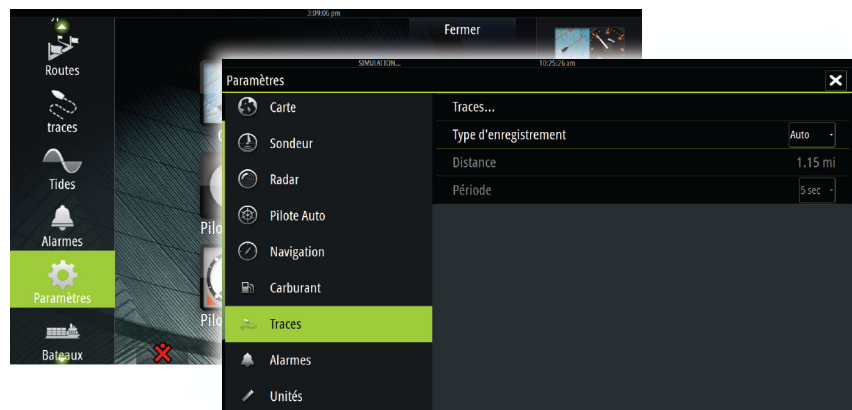 3:09:06 pm
Fermer
Routes
traces
Tides
Alarmes
Paramètres
Bateaux
Pilo
Pilo
SIMULATION...
10:25:26 am
Paramètres
Carte
Sondeur
Radar
Pilote Auto
Navigation
Carburant
Traces
Alarmes
Unités
Traces...
Type d'enregistrement
Auto
Distance
1.15 mi
Période
5 sec